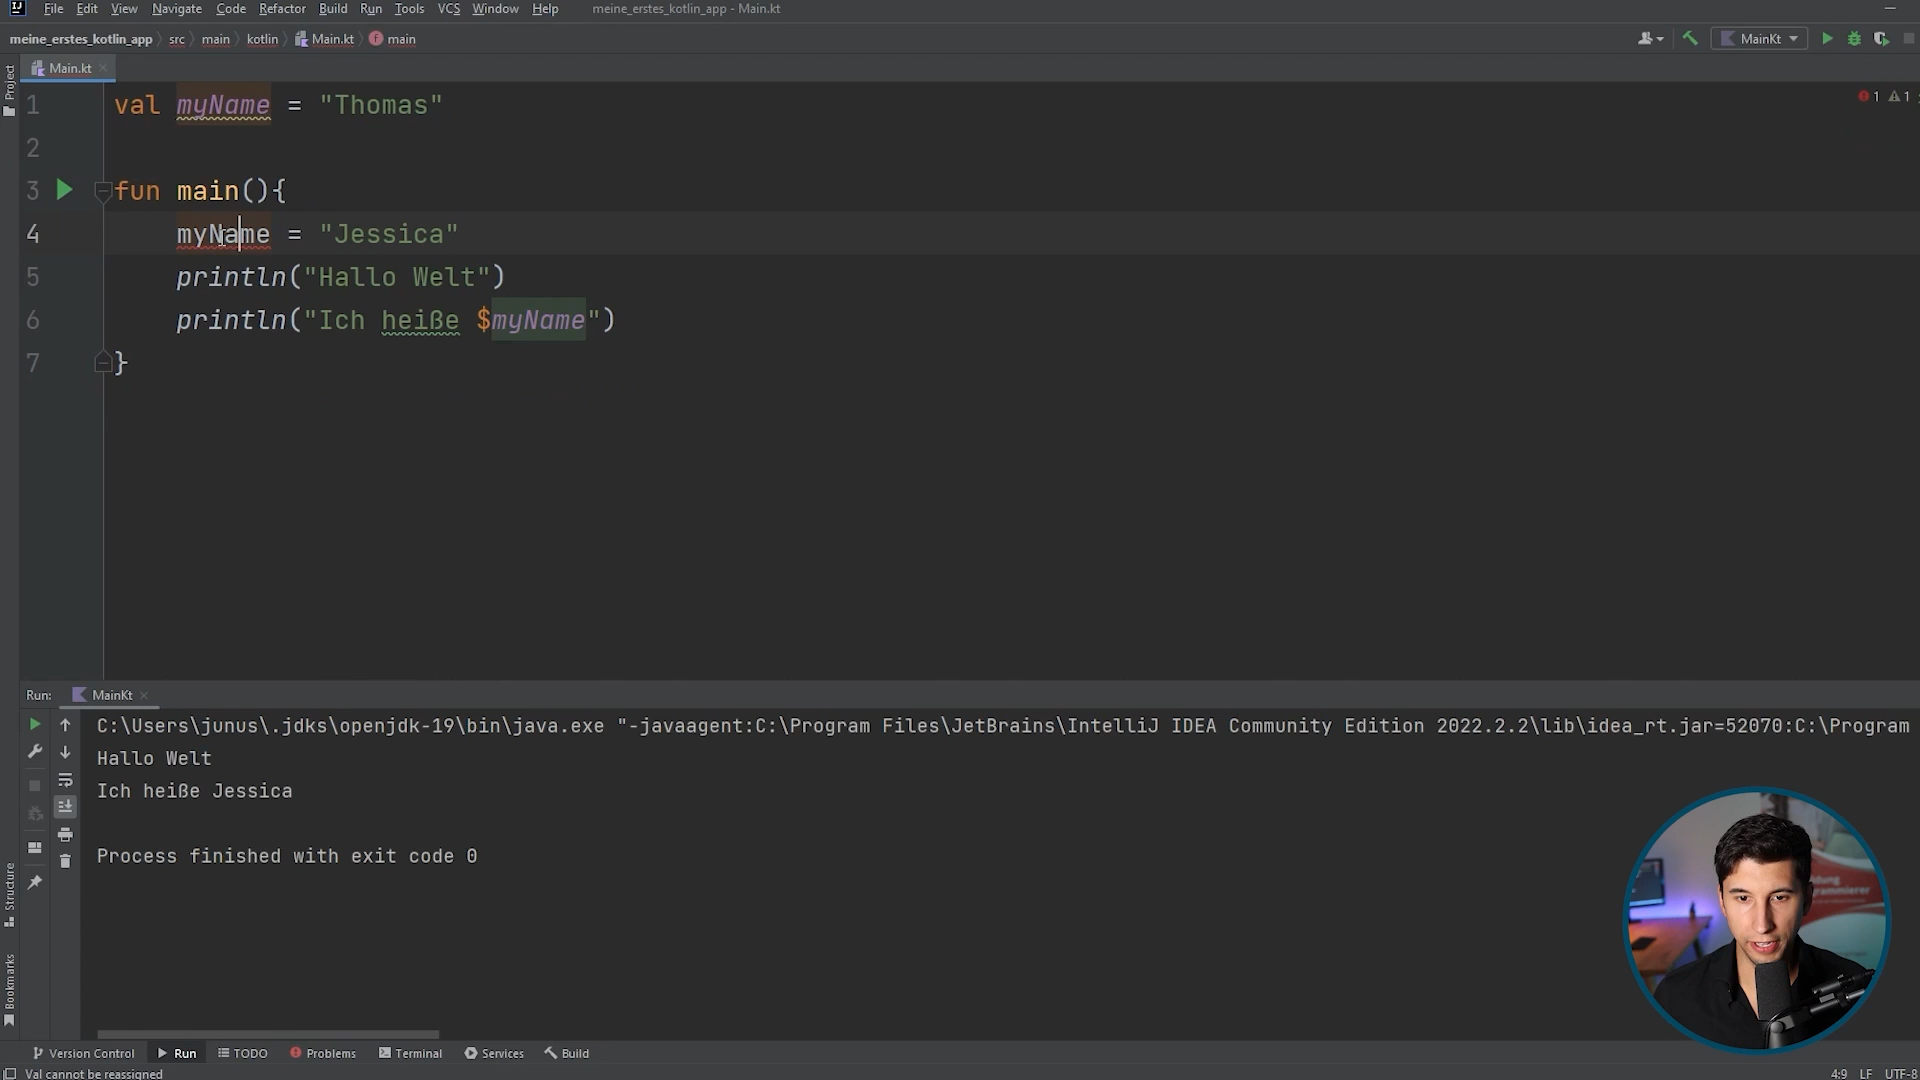 File Edit View Navigate Code Refactor Build Run Tools VCS Window Help meine_erstes_kotlin_app - Main.kt
meine_erstes_kotlin_app src main kotlin Main.kt main MainKt
Project
Main.kt
1 val myName = "Thomas"
1 1
2
3 fun main(){
4 myName = "Jessica"
5 println("Hallo Welt")
6 println("Ich heiße $myName")
7 }
Run: MainKt
C:\Users\junus\.jdks\openjdk-19\bin\java.exe "-javaagent:C:\Program Files\JetBrains\IntelliJ IDEA Community Edition 2022.2.2\lib\idea_rt.jar=52070:C:\Program
Hallo Welt
Ich heiße Jessica
Process finished with exit code 0
Structure
Bookmarks
Version Control Run TODO Problems Terminal Services Build
Val cannot be reassigned 4:9 LF UTF-8